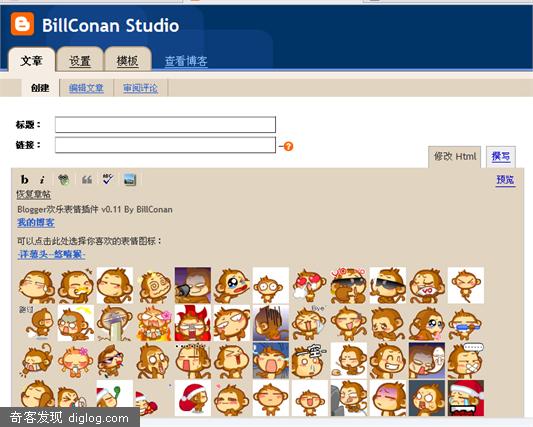 BillConan Studio
文章 设置 模板 查看博客
创建 编辑文章 审阅评论
标题：
链接：
修改 Html 撰写
b i ABC 预览
恢复章帖
Blogger欢乐表情插件 v0.11 By BillConan
我的博客
可以点击此处选择你喜欢的表情图标：
-洋葱头--悠嘻猴-
Bye
奇客发现 diglog.com